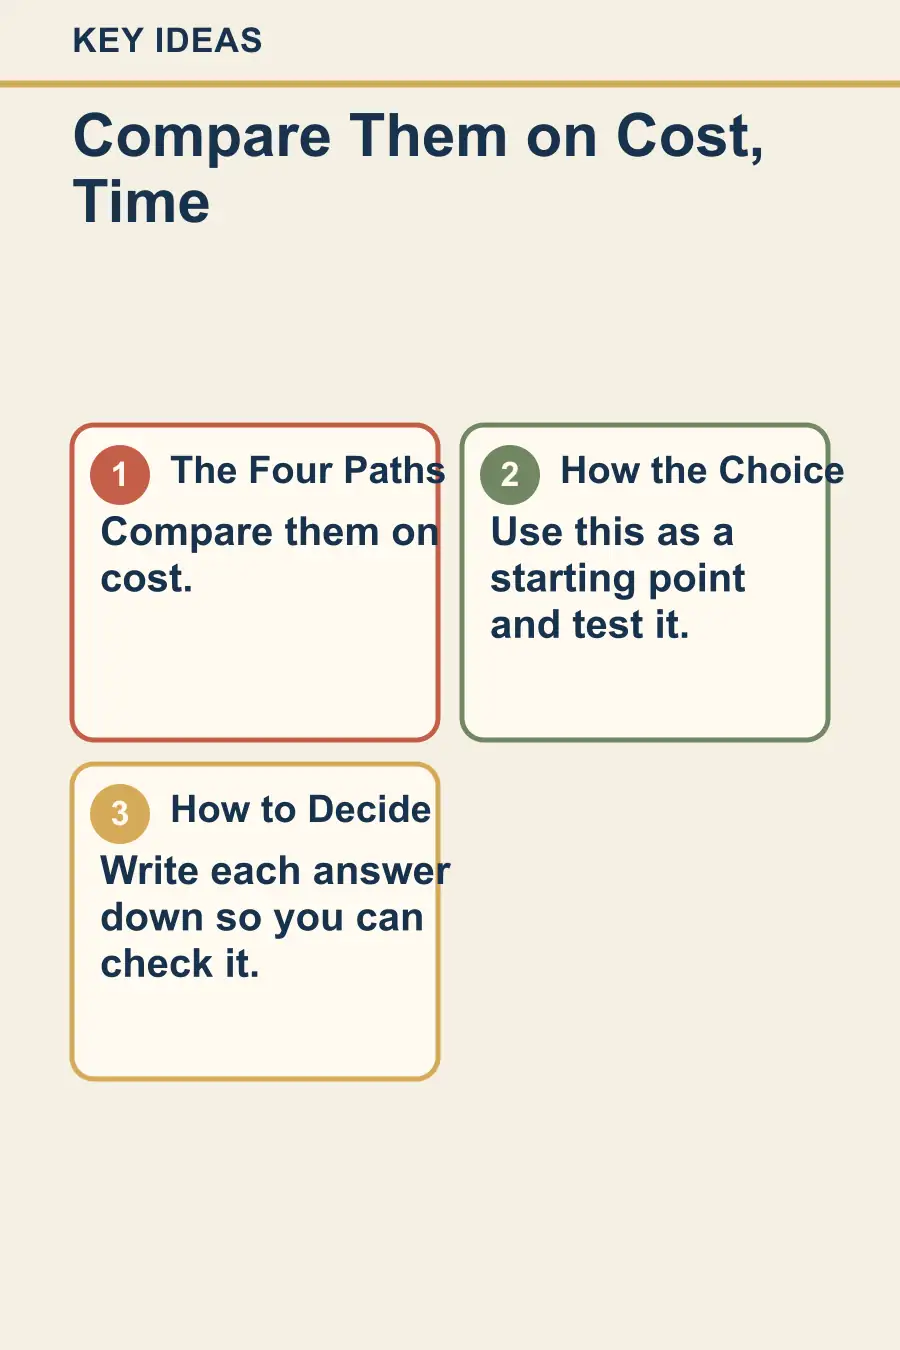 KEY IDEAS
Compare Them on Cost,
Time
1
The Four Paths
Compare them on
cost.
2
How the Choice
Use this as a
starting point
and test it.
3
How to Decide
Write each answer
down so you can
check it.